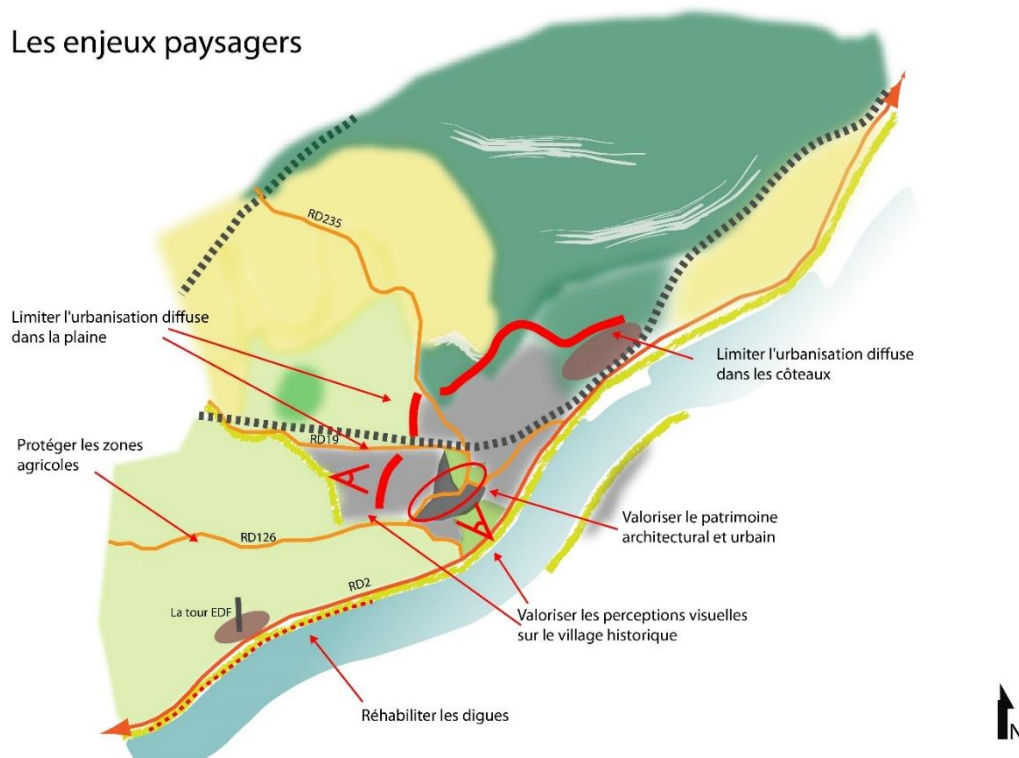 Les enjeux paysagers
RD235
Limiter l'urbanisation diffuse
dans la plaine
Limiter l'urbanisation diffuse
dans les côteaux
RD19
Protéger les zones
agricoles
Valoriser le patrimoine
architectural et urbain
RD126
RD2
La tour EDF
Valoriser les perceptions visuelles
sur le village historique
Réhabiliter les digues
N